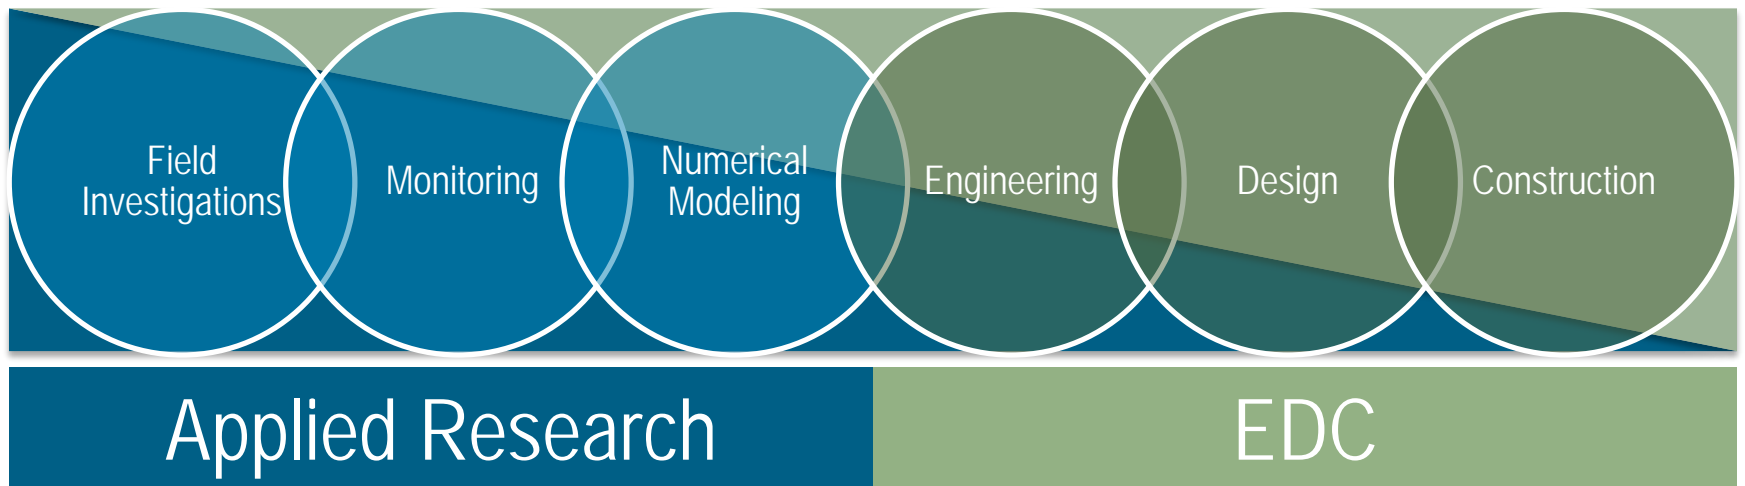 Field
Investigations
Monitoring
Numerical
Modeling
Engineering
Design
Construction
Applied Research
EDC